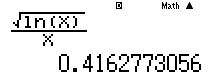 D Math ▲
√ln(X)
X
0.4162773056